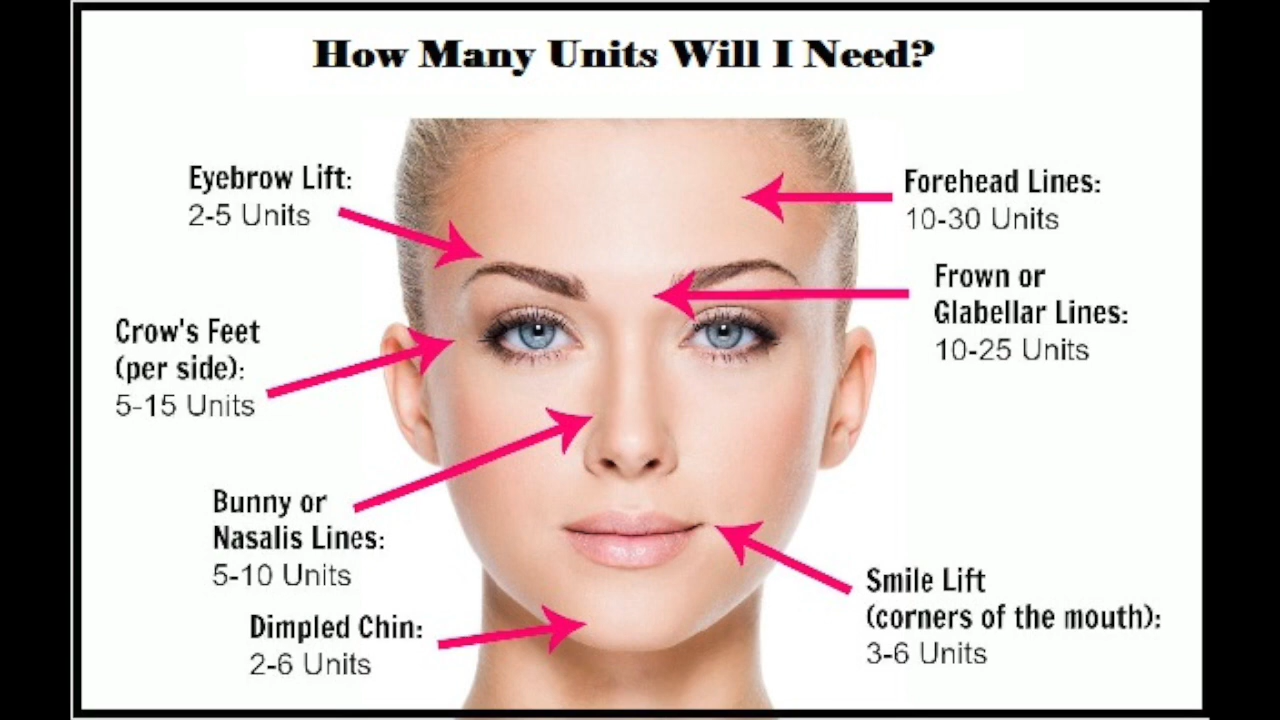 How Many Units Will I Need?
Eyebrow Lift:
2-5 Units
Forehead Lines:
10-30 Units
Frown or
Glabellar Lines:
10-25 Units
Crow's Feet
(per side):
5-15 Units
Bunny or
Nasalis Lines:
5-10 Units
Smile Lift
(corners of the mouth):
3-6 Units
Dimpled Chin:
2-6 Units